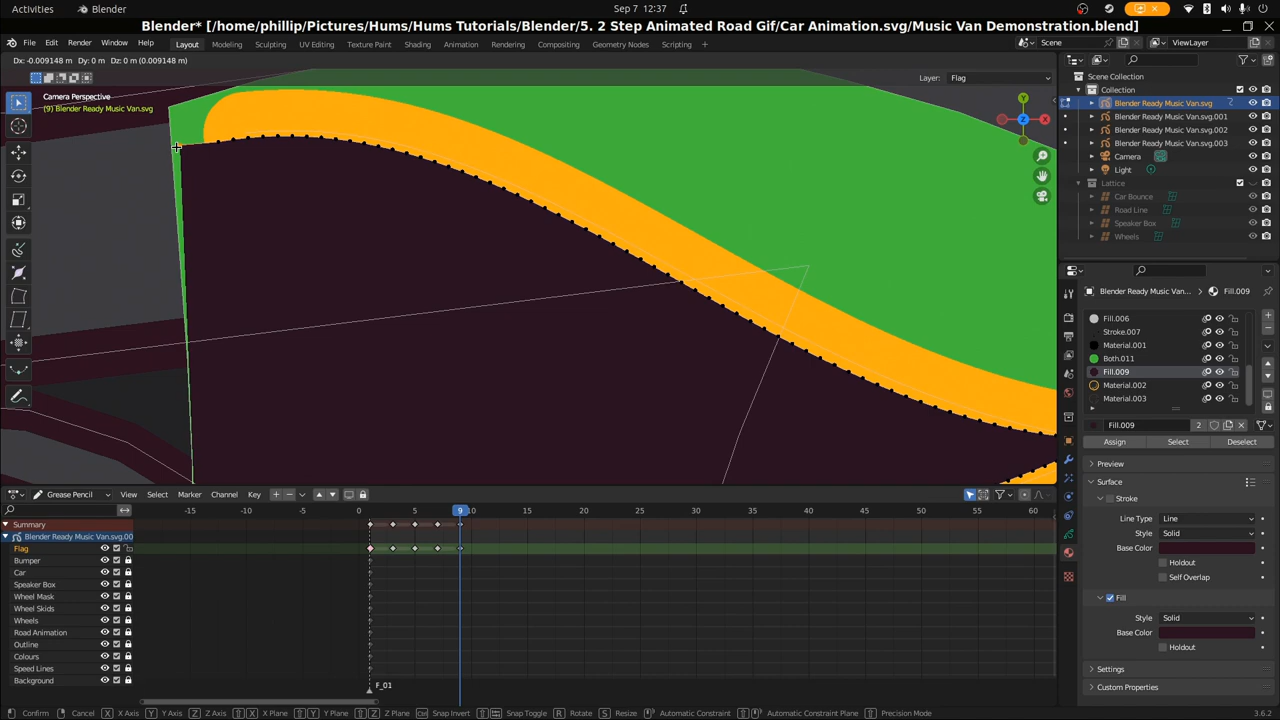 Activities Blender Sep 7 12:37
Blender* [/home/phillip/Pictures/Hums/Hums Tutorials/Blender/5. 2 Step Animated Road Gif/Car Animation.svg/Music Van Demonstration.blend]
File Edit Render Window Help Layout Modeling Sculpting UV Editing Texture Paint Shading Animation Rendering Compositing Geometry Nodes Scripting + Scene ViewLayer
Dx: -0.009148 m Dy: 0 m Dz: 0 m (0.009148 m)
Layer: Flag
Camera Perspective
(9) Blender Ready Music Van.svg
Scene Collection
Collection
Blender Ready Music Van.svg
Blender Ready Music Van.svg.001
Blender Ready Music Van.svg.002
Blender Ready Music Van.svg.003
Camera
Light
Lattice
Car Bounce
Road Line
Speaker Box
Wheels
Blender Ready Music Van... Fill.009
Fill.006
Stroke.007
Material.001
Both.011
Fill.009
Material.002
Material.003
Fill.009 2
Assign Select Deselect
Preview
Surface
Stroke
Line Type Line
Style Solid
Base Color
Holdout
Self Overlap
Fill
Style Solid
Base Color
Holdout
Settings
Custom Properties
Grease Pencil View Select Marker Channel Key
-15 -10 -5 0 5 9 10 15 20 25 30 35 40 45 50 55 60
Summary
Blender Ready Music Van.svg.00
Flag
Bumper
Car
Speaker Box
Wheel Mask
Wheel Skids
Wheels
Road Animation
Outline
Colours
Speed Lines
Background
F_01
Confirm Cancel X X Axis Y Y Axis Z Z Axis X X Plane Y Y Plane Z Z Plane Snap Invert Snap Toggle R Rotate S Resize Automatic Constraint Automatic Constraint Plane Precision Mode 3.6.2